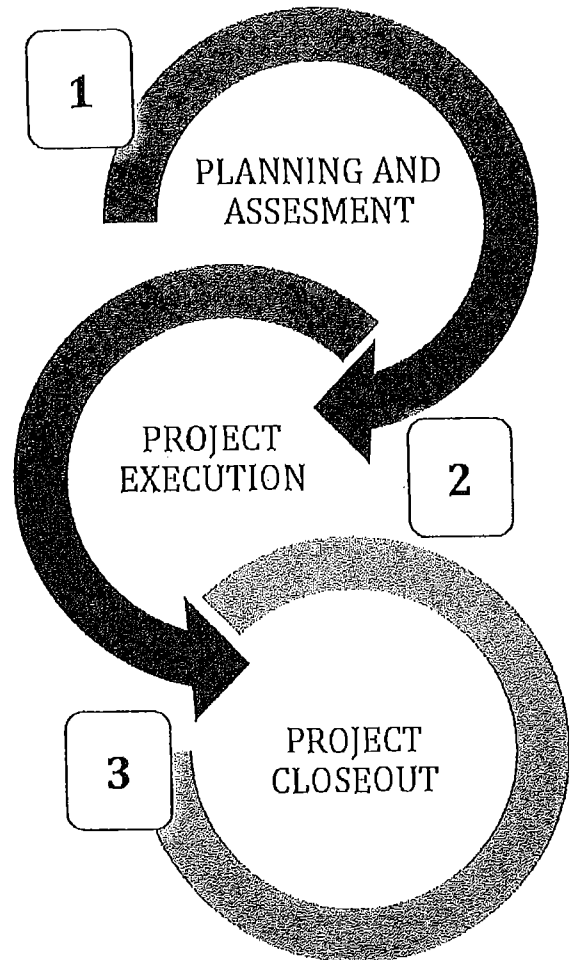 1
PLANNING AND
ASSESMENT
PROJECT
EXECUTION
2
3
PROJECT
CLOSEOUT